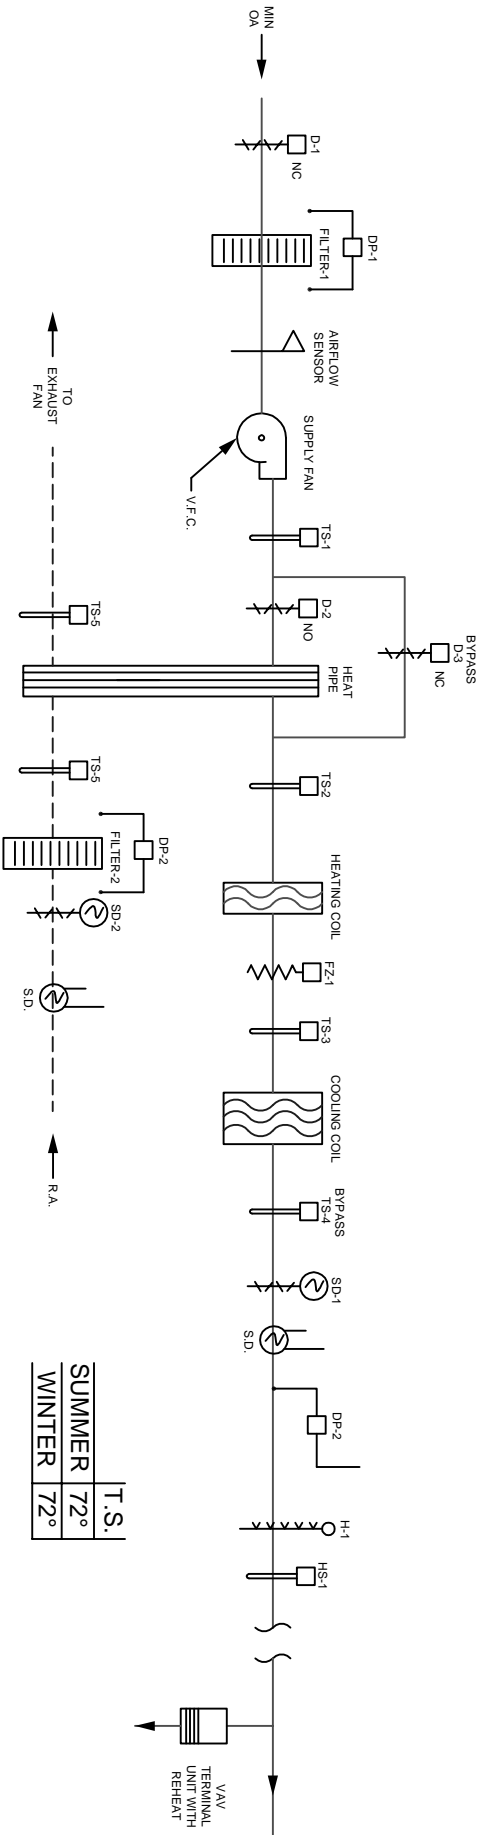 MIN
OA
D-1
NC
DP-1
FILTER-1
AIRFLOW
SENSOR
SUPPLY FAN
V.F.C.
TS-1
D-2
NO
BYPASS
D-3
NC
HEAT
PIPE
TS-2
HEATING COIL
FZ-1
TS-3
COOLING COIL
BYPASS
TS-4
SD-1
S.D.
DP-2
H-1
HS-1
VAV
TERMINAL
UNIT WITH
REHEAT
TO
EXHAUST
FAN
TS-5
TS-5
DP-2
FILTER-2
SD-2
S.D.
R.A.
T.S.
SUMMER 72°
WINTER 72°